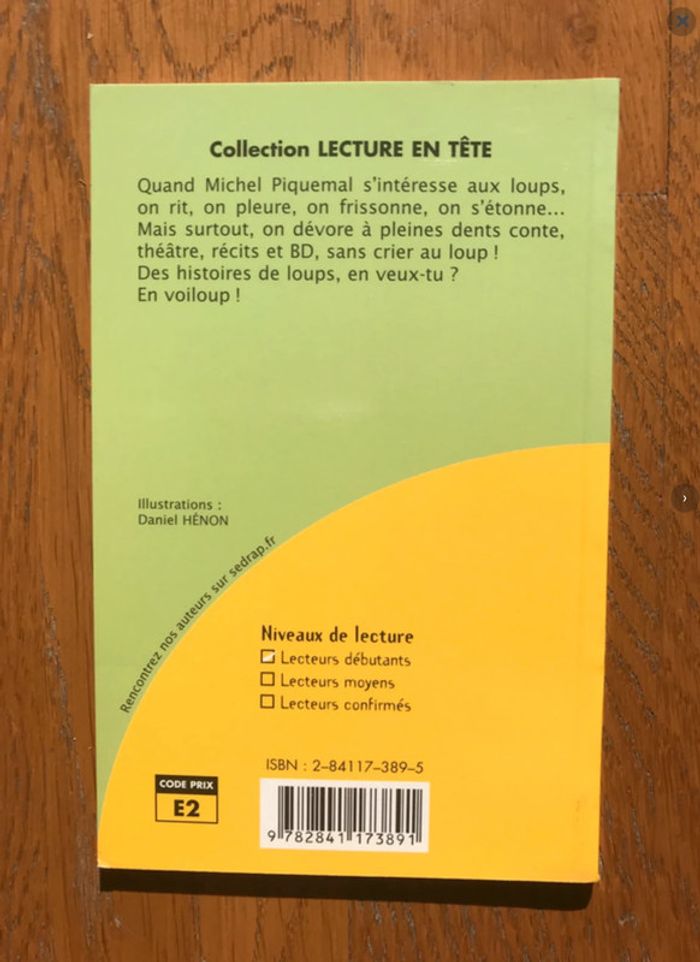 Collection LECTURE EN TÊTE
Quand Michel Piquemal s'intéresse aux loups,
on rit, on pleure, on frissonne, on s'étonne...
Mais surtout, on dévore à pleines dents conte,
théâtre, récits et BD, sans crier au loup !
Des histoires de loups, en veux-tu ?
En voiloup !
Illustrations :
Daniel HÉNON
Rencontrez nos auteurs sur sedrap.fr
Niveaux de lecture
Lecteurs débutants
Lecteurs moyens
Lecteurs confirmés
ISBN : 2-84117-389-5
CODE PRIX
E2
9 782841 173891